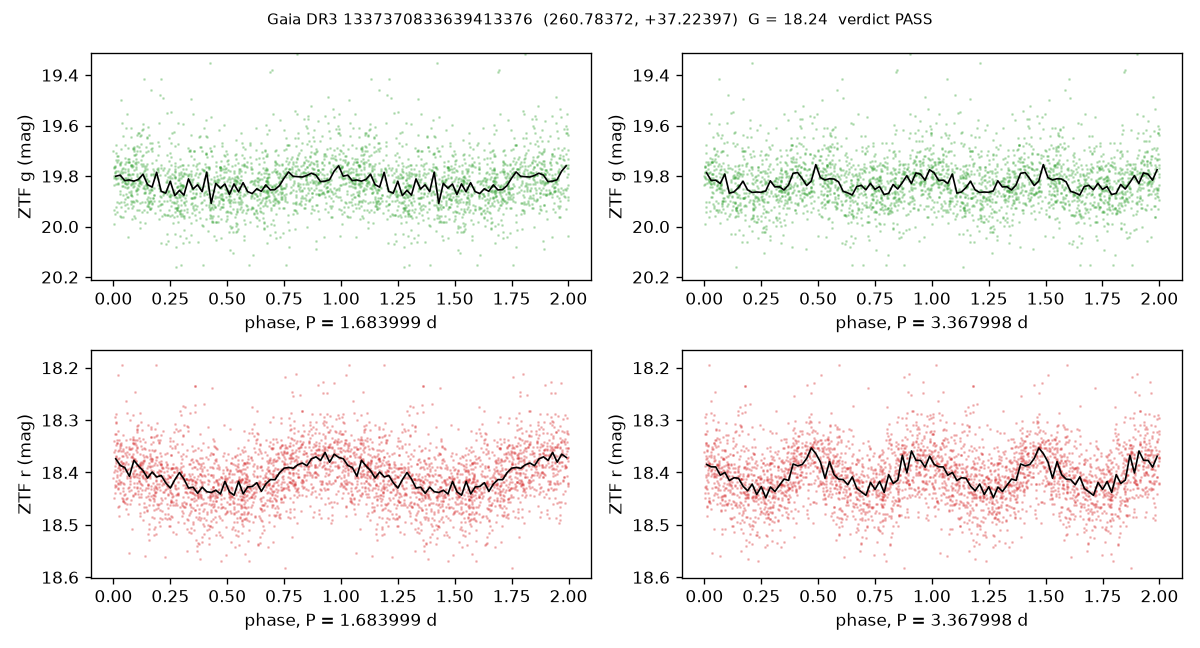 Gaia DR3 1337370833639413376 (260.78372, +37.22397) G = 18.24 verdict PASS
ZTF g (mag)
19.4
19.6
19.8
20.0
20.2
0.00 0.25 0.50 0.75 1.00 1.25 1.50 1.75 2.00
phase, P = 1.683999 d
ZTF g (mag)
19.4
19.6
19.8
20.0
20.2
0.00 0.25 0.50 0.75 1.00 1.25 1.50 1.75 2.00
phase, P = 3.367998 d
ZTF r (mag)
18.2
18.3
18.4
18.5
18.6
0.00 0.25 0.50 0.75 1.00 1.25 1.50 1.75 2.00
phase, P = 1.683999 d
ZTF r (mag)
18.2
18.3
18.4
18.5
18.6
0.00 0.25 0.50 0.75 1.00 1.25 1.50 1.75 2.00
phase, P = 3.367998 d